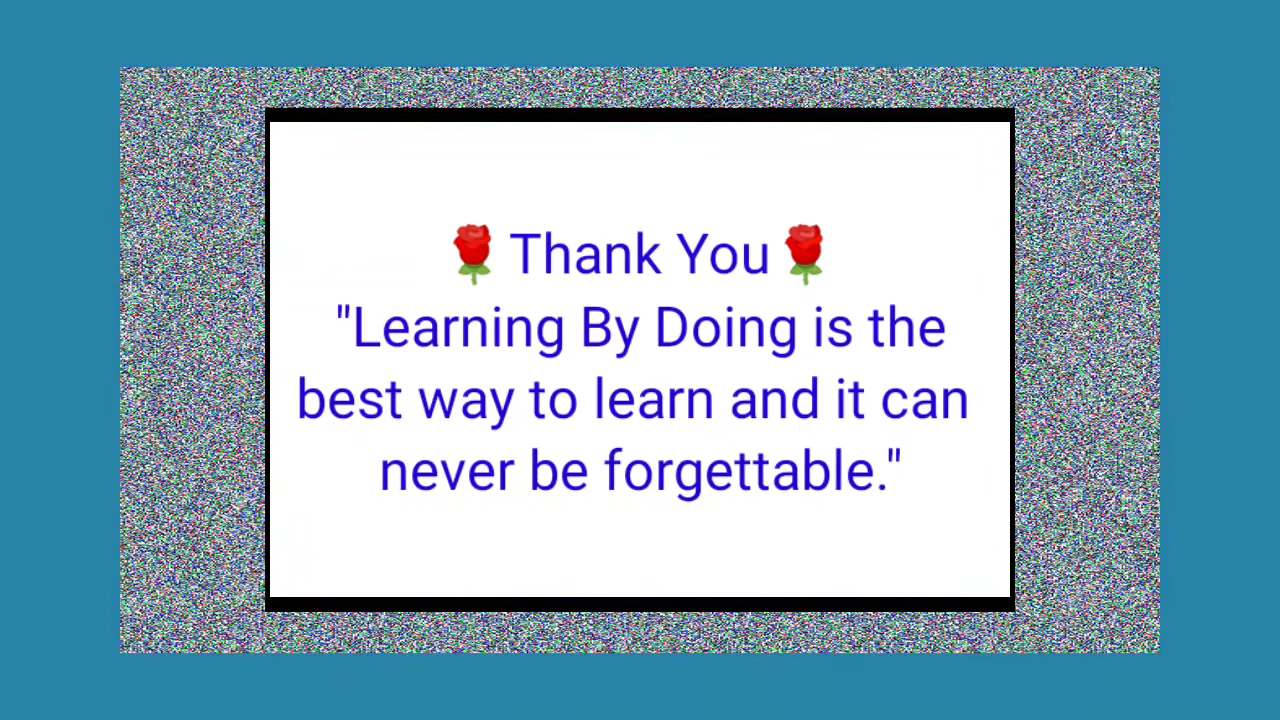 🌹Thank You🌹
"Learning By Doing is the
best way to learn and it can
never be forgettable."